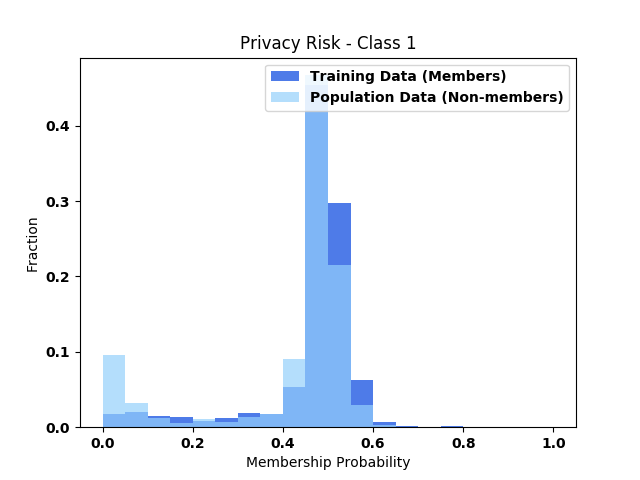 Privacy Risk - Class 1
Training Data (Members)
Population Data (Non-members)
0.4
0.3
0.2
0.1
0.0
Fraction
0.0 0.2 0.4 0.6 0.8 1.0
Membership Probability